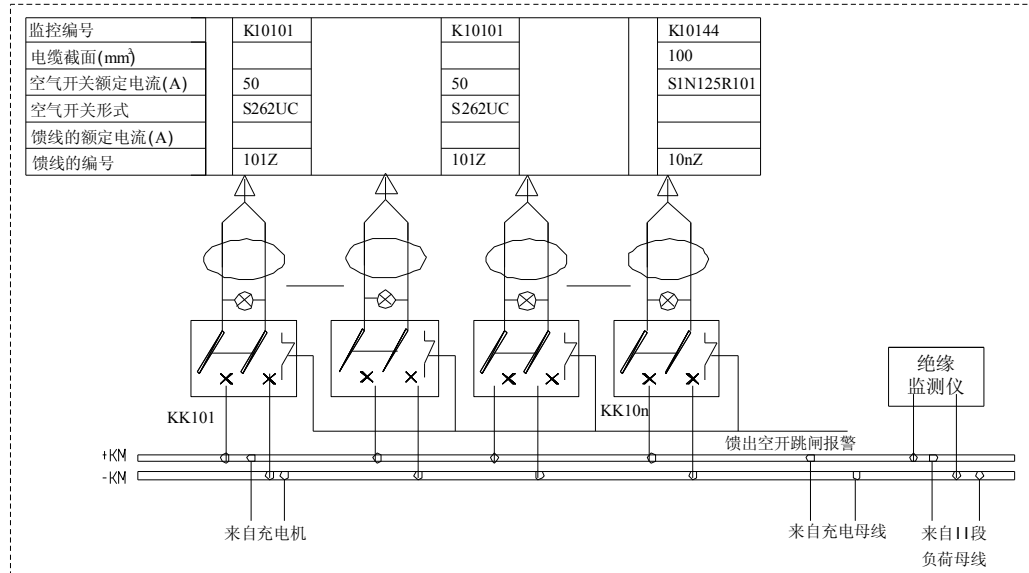 监控编号 K10101 K10101 K10144
电缆截面(mm²) 100
空气开关额定电流(A) 50 50 S1N125R101
空气开关形式 S262UC S262UC
馈线的额定电流(A)
馈线的编号 101Z 101Z 10nZ
绝缘
监测仪
KK101 KK10n
馈出空开跳闸报警
+KM
-KM
来自充电机 来自充电母线 来自II段
负荷母线